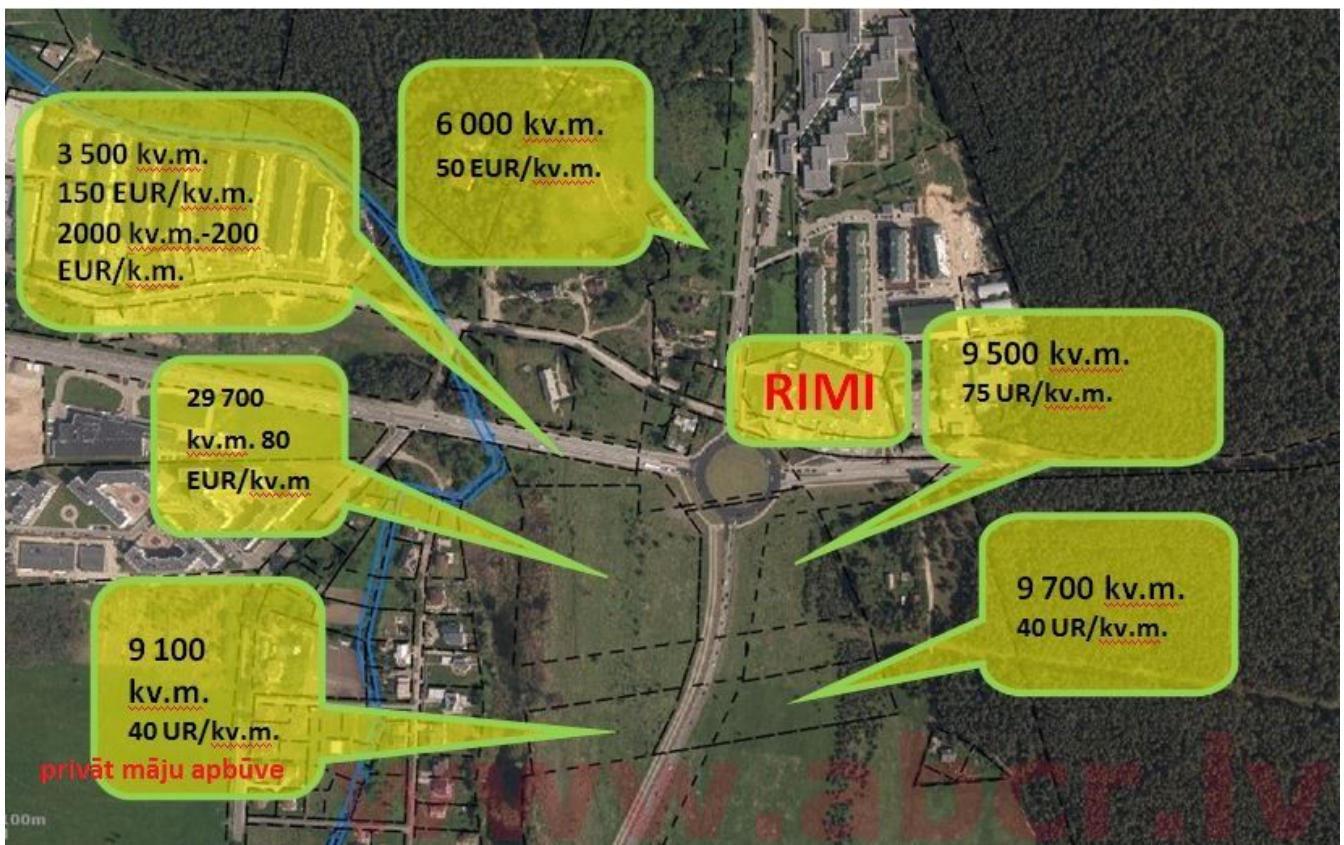 3 500 kv.m.
150 EUR/kv.m.
2000 kv.m.-200
EUR/k.m.
6 000 kv.m.
50 EUR/kv.m.
RIMI
9 500 kv.m.
75 UR/kv.m.
29 700
kv.m. 80
EUR/kv.m
9 700 kv.m.
40 UR/kv.m.
9 100
kv.m.
40 UR/kv.m.
privāt māju apbūve
www.abcr.lv
00m